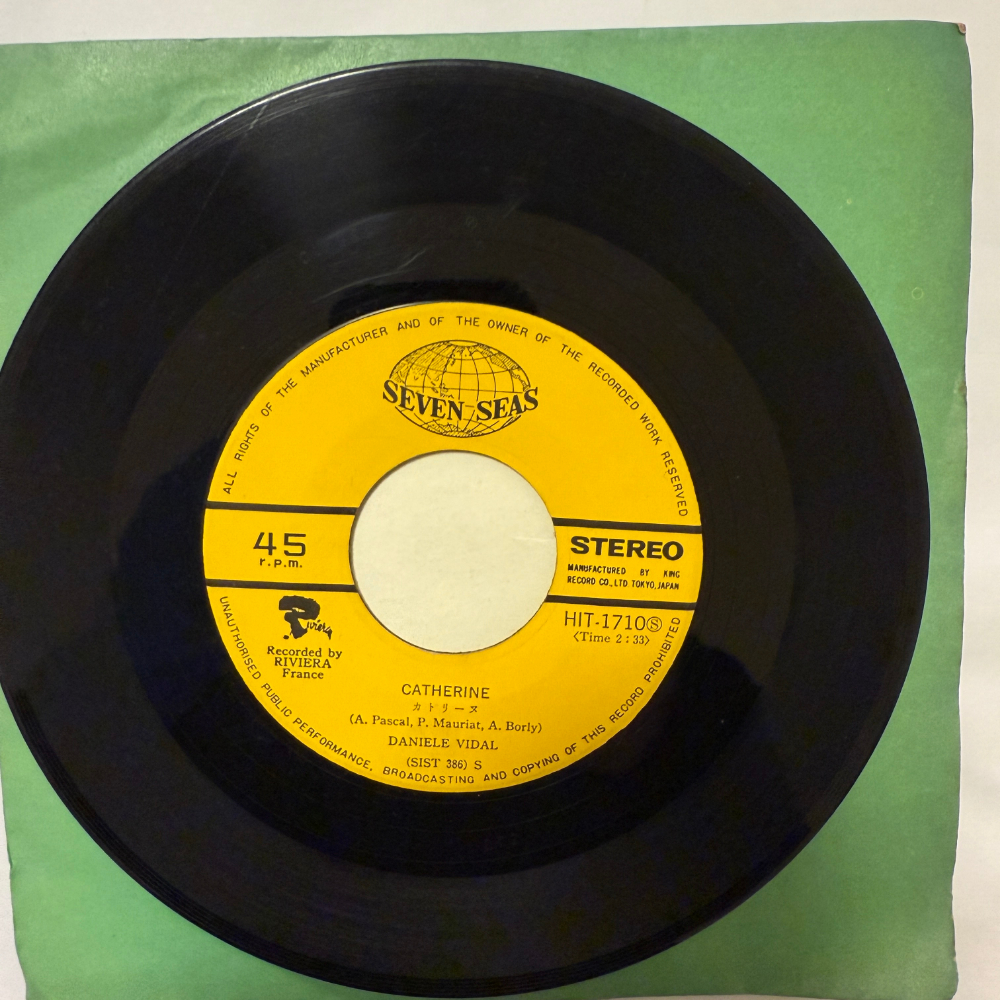 ALL RIGHTS OF THE MANUFACTURER AND OF THE OWNER OF THE RECORDED WORK RESERVED
SEVEN SEAS
45
r.p.m.
STEREO
MANUFACTURED BY KING
RECORD CO., LTD TOKYO, JAPAN
HIT-1710Ⓢ
〈Time 2:33〉
Riviera
Recorded by
RIVIERA
France
CATHERINE
カトリーヌ
(A. Pascal, P. Mauriat, A. Borly)
DANIELE VIDAL
(SIST 386) S
UNAUTHORISED PUBLIC PERFORMANCE, BROADCASTING AND COPYING OF THIS RECORD PROHIBITED